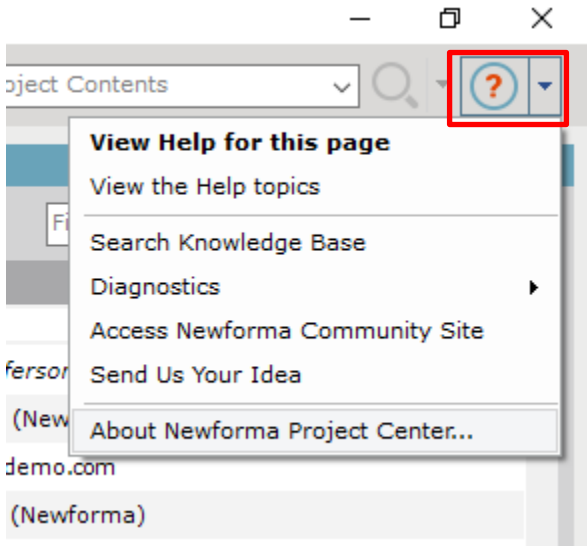 oject Contents
?
View Help for this page
View the Help topics
Fi
Search Knowledge Base
Diagnostics
Access Newforma Community Site
ferson
Send Us Your Idea
(New
About Newforma Project Center...
demo.com
(Newforma)